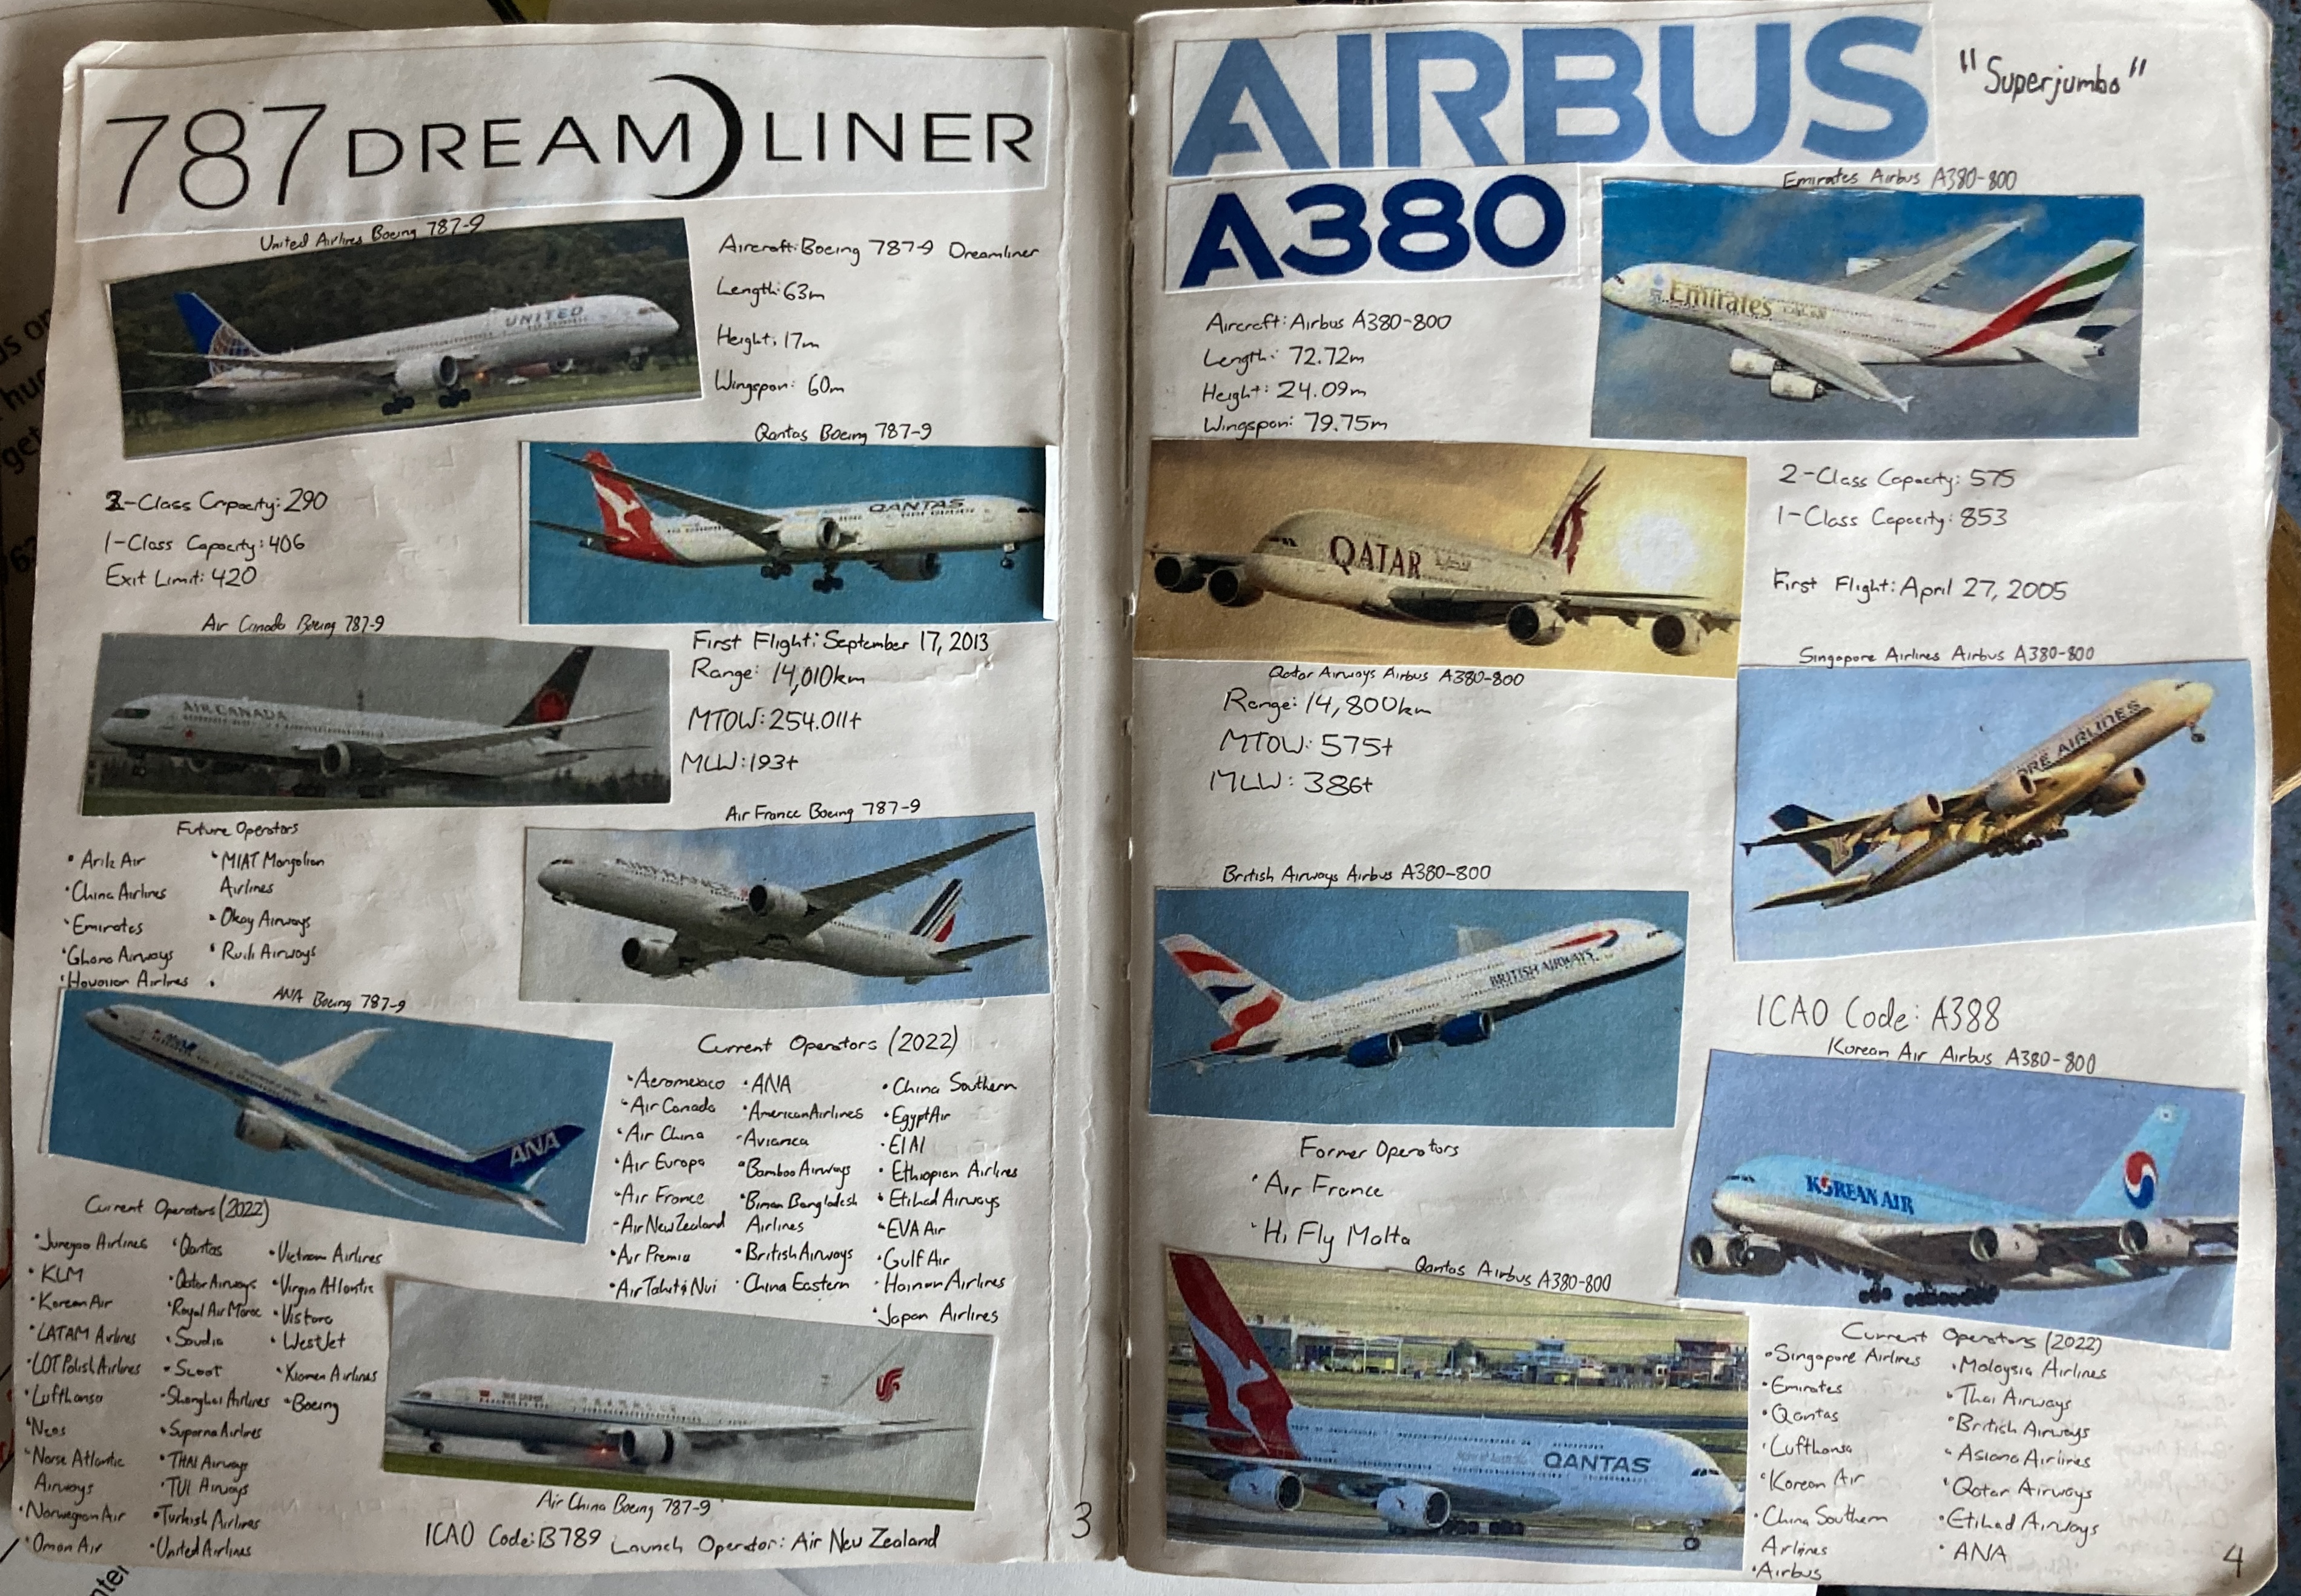 787 DREAMLINER
United Airlines Boeing 787-9
UNITED
Aircraft: Boeing 787-9 Dreamliner
Length: 63m
Height: 17m
Wingspan: 60m
Qantas Boeing 787-9
QANTAS
2-Class Capacity: 290
1-Class Capacity: 406
Exit Limit: 420
Air Canada Boeing 787-9
AIR CANADA
First Flight: September 17, 2013
Range: 14,010km
MTOW: 254.011t
MLW: 193t
Air France Boeing 787-9
AIRFRANCE
Future Operators
• Arik Air
• China Airlines
• Emirates
• Ghana Airways
• Hawaiian Airlines
• MIAT Mongolian
Airlines
• Okay Airways
• Ruili Airways
•
ANA Boeing 787-9
ANA
Current Operators (2022)
• Aeromexico
• Air Canada
• Air China
• Air Europa
• Air France
• Air New Zealand
• Air Premia
• Air Tahiti Nui
• ANA
• American Airlines
• Avianca
• Bamboo Airways
• Biman Bangladesh
Airlines
• British Airways
• China Eastern
• China Southern
• EgyptAir
• El Al
• Ethiopian Airlines
• Etihad Airways
• EVA Air
• Gulf Air
• Hainan Airlines
• Japan Airlines
Current Operators (2022)
• Juneyao Airlines
• KLM
• Korean Air
• LATAM Airlines
• LOT Polish Airlines
• Lufthansa
• Neos
• Norse Atlantic
Airways
• Norwegian Air
• Oman Air
• Qantas
• Qatar Airways
• Royal Air Maroc
• Saudia
• Scoot
• Shanghai Airlines
• Suparna Airlines
• THAI Airways
• TUI Airways
• Turkish Airlines
• United Airlines
• Vietnam Airlines
• Virgin Atlantic
• Vistara
• WestJet
• Xiamen Airlines
• Boeing
Air China Boeing 787-9
ICAO Code: B789 Launch Operator: Air New Zealand
3
AIRBUS
"Superjumbo"
A380
Emirates Airbus A380-800
Emirates
Aircraft: Airbus A380-800
Length: 72.72m
Height: 24.09m
Wingspan: 79.75m
QATAR
2-Class Capacity: 575
1-Class Capacity: 853
First Flight: April 27, 2005
Qatar Airways Airbus A380-800
Singapore Airlines Airbus A380-800
ORE AIRLINES
Range: 14,800km
MTOW: 575t
MLW: 386t
British Airways Airbus A380-800
BRITISH AIRWAYS
ICAO Code: A388
Korean Air Airbus A380-800
KOREAN AIR
Former Operators
• Air France
• Hi Fly Malta
Qantas Airbus A380-800
QANTAS
Current Operators (2022)
• Singapore Airlines
• Emirates
• Qantas
• Lufthansa
• Korean Air
• China Southern
Airlines
• Airbus
• Malaysia Airlines
• Thai Airways
• British Airways
• Asiana Airlines
• Qatar Airways
• Etihad Airways
• ANA
4